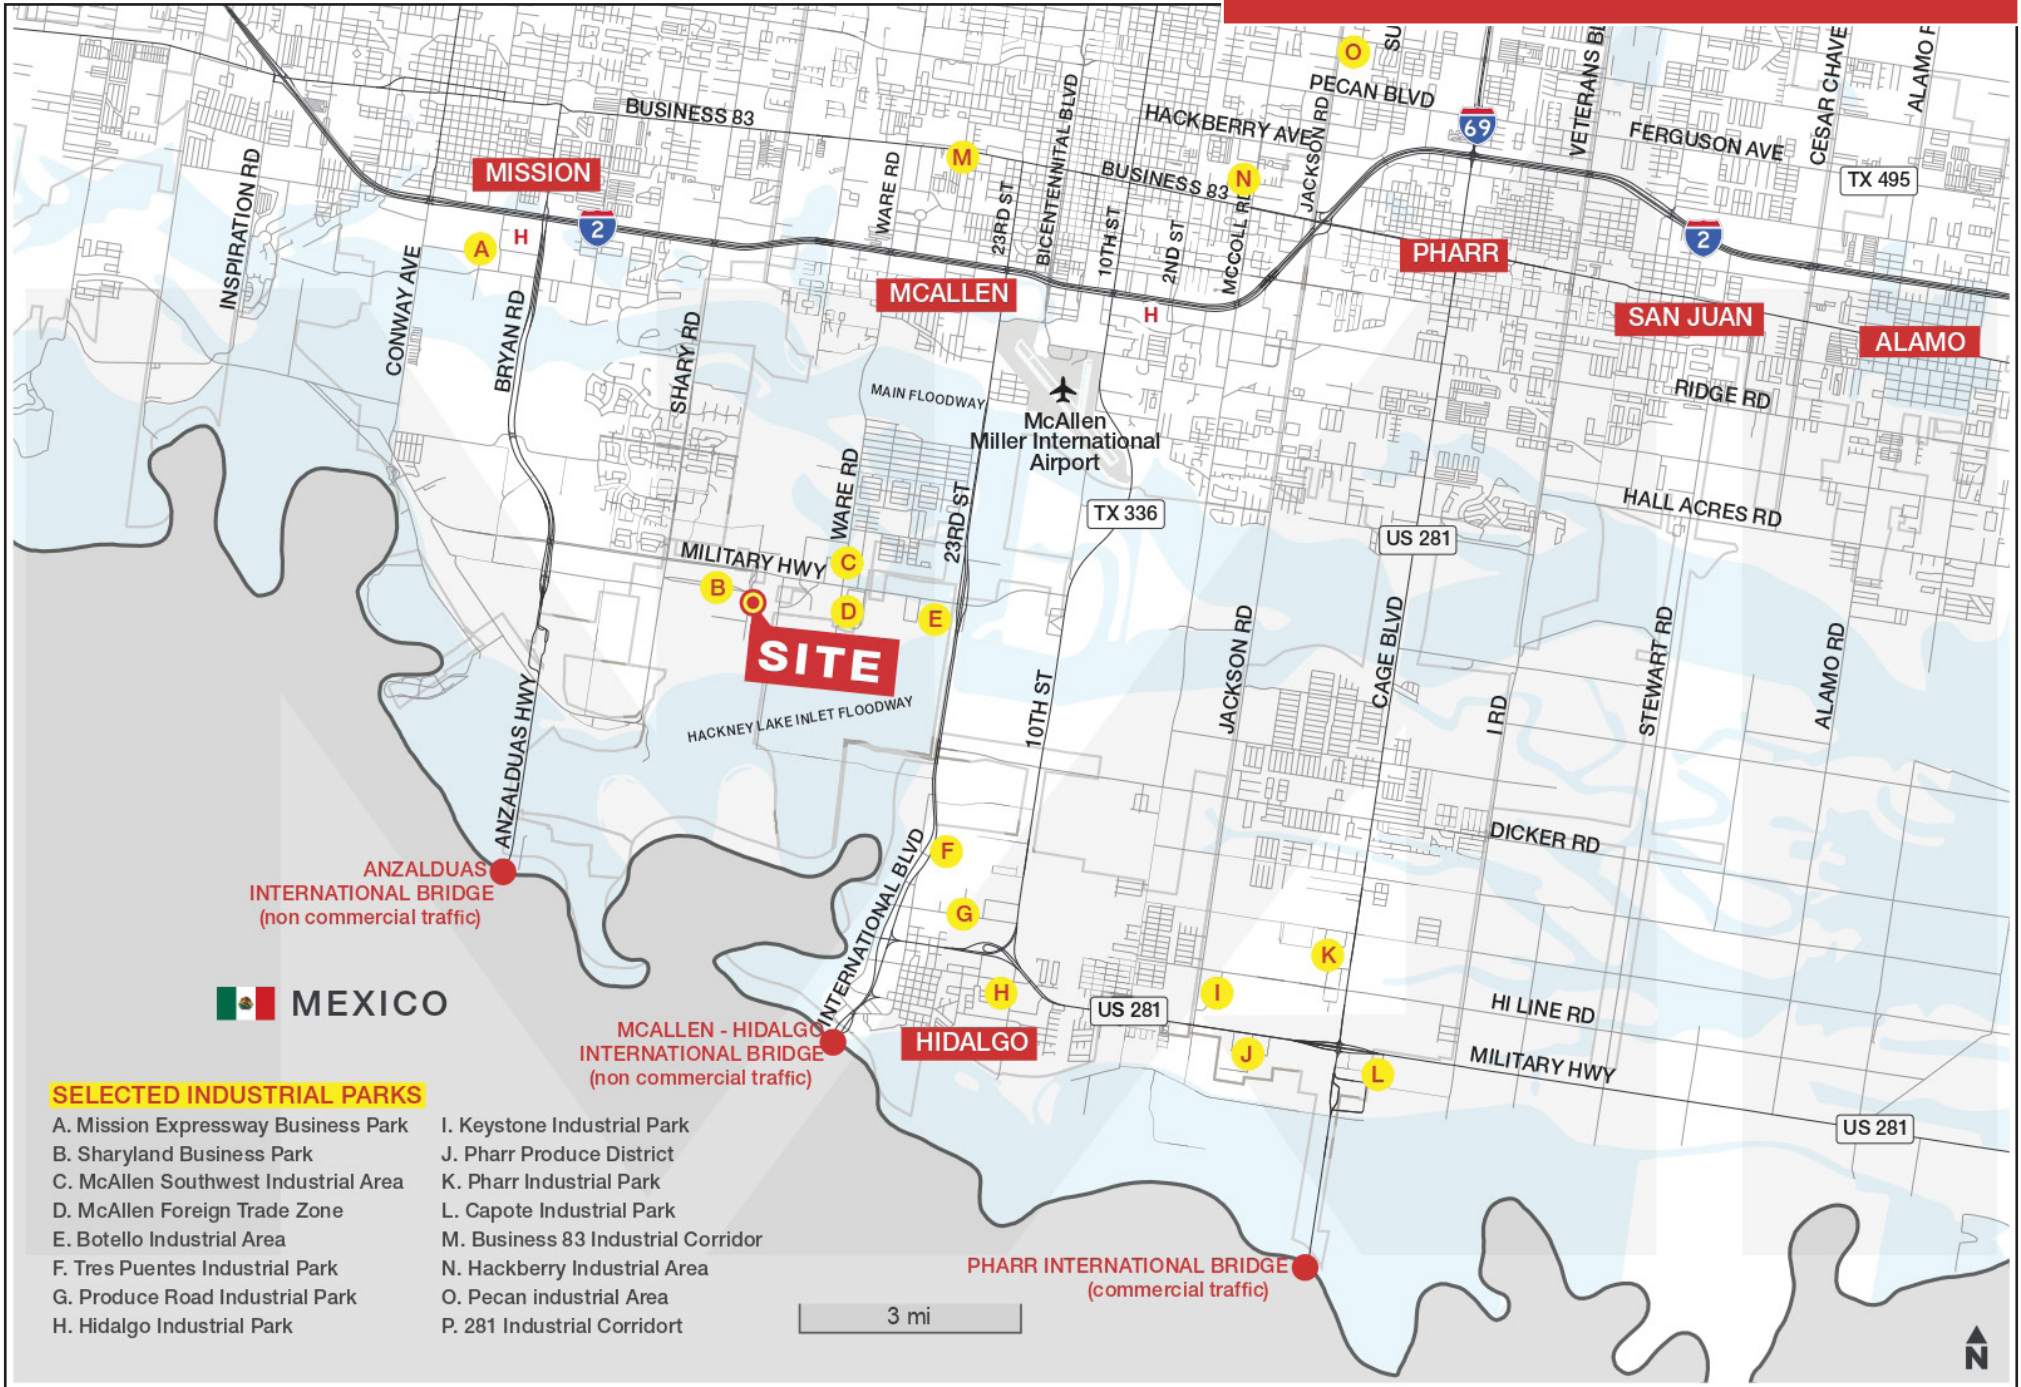 O
SU
PECAN BLVD
VETERANS BL
CESAR CHAVE
ALAMO R
BUSINESS 83
BICENTENNITAL BLVD
HACKBERRY AVE
JACKSON RD
69
FERGUSON AVE
TX 495
M
BUSINESS 83
N
MISSION
INSPIRATION RD
WARE RD
23RD ST
10TH ST
2ND ST
MCCOLL RD
2
2
A
H
PHARR
CONWAY AVE
BRYAN RD
SHARY RD
MCALLEN
H
SAN JUAN
ALAMO
MAIN FLOODWAY
RIDGE RD
McAllen
Miller International
Airport
WARE RD
23RD ST
TX 336
HALL ACRES RD
US 281
MILITARY HWY
C
B
D
E
SITE
HACKNEY LAKE INLET FLOODWAY
ANZALDUAS HWY
10TH ST
JACKSON RD
CAGE BLVD
I RD
STEWART RD
ALAMO RD
DICKER RD
INTERNATIONAL BLVD
F
ANZALDUAS
INTERNATIONAL BRIDGE
(non commercial traffic)
G
K
MEXICO
H
I
US 281
HI LINE RD
MCALLEN - HIDALGO
INTERNATIONAL BRIDGE
(non commercial traffic)
HIDALGO
J
L
MILITARY HWY
US 281
SELECTED INDUSTRIAL PARKS
A. Mission Expressway Business Park
B. Sharyland Business Park
C. McAllen Southwest Industrial Area
D. McAllen Foreign Trade Zone
E. Botello Industrial Area
F. Tres Puentes Industrial Park
G. Produce Road Industrial Park
H. Hidalgo Industrial Park
I. Keystone Industrial Park
J. Pharr Produce District
K. Pharr Industrial Park
L. Capote Industrial Park
M. Business 83 Industrial Corridor
N. Hackberry Industrial Area
O. Pecan industrial Area
P. 281 Industrial Corridort
PHARR INTERNATIONAL BRIDGE
(commercial traffic)
3 mi
N